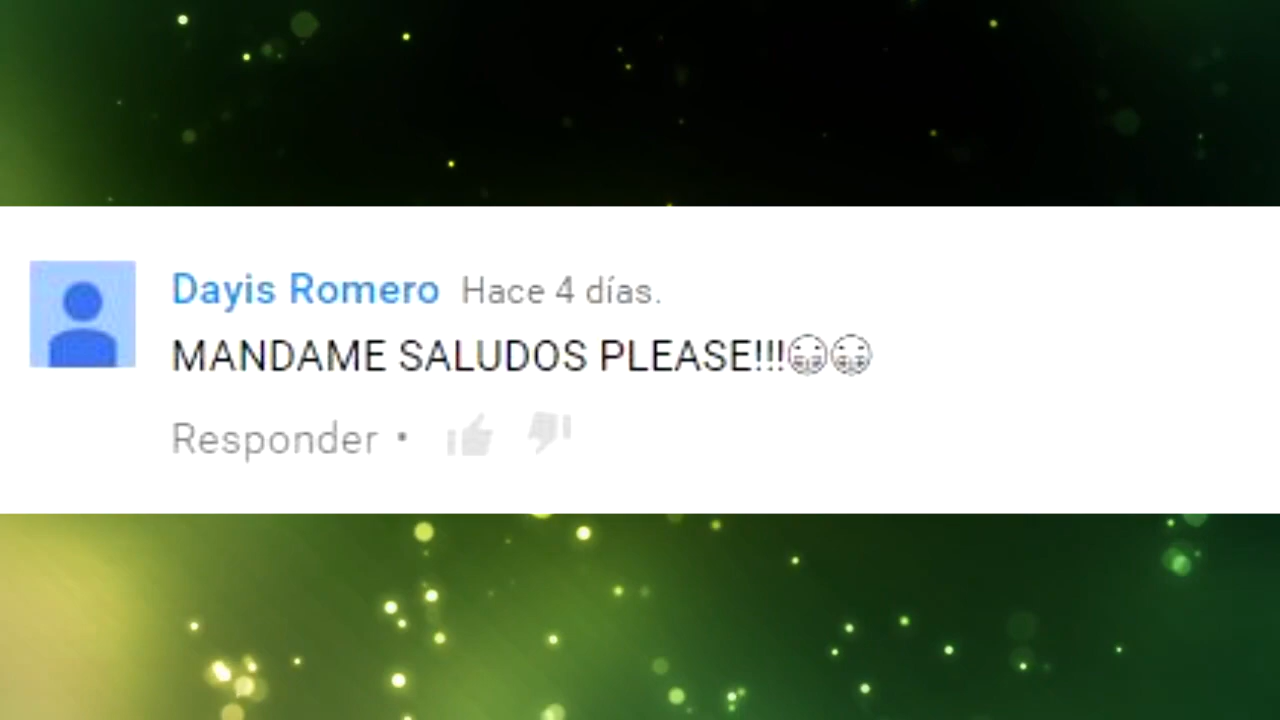 Dayis Romero Hace 4 días.
MANDAME SALUDOS PLEASE!!!😁😁
Responder •